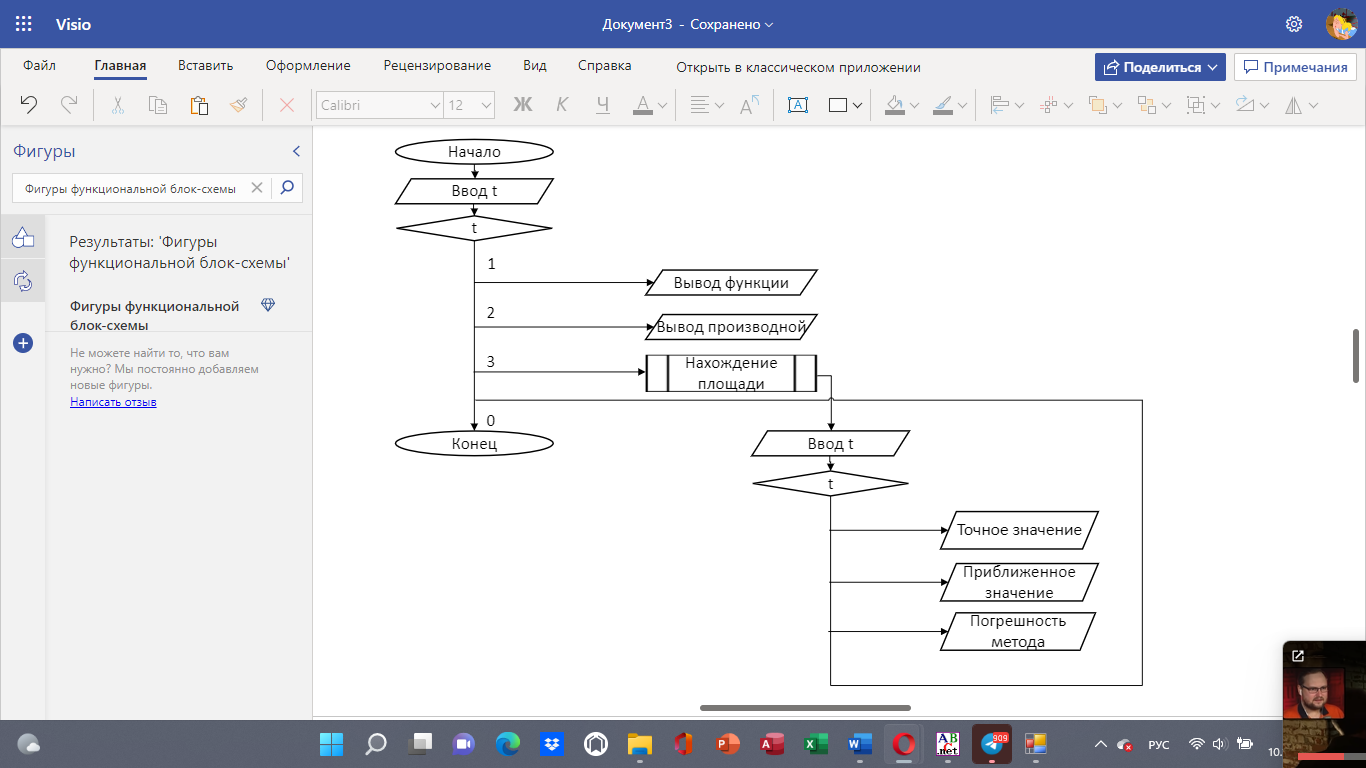 Visio
Документ3 - Сохранено
Файл
Главная
Вставить
Оформление
Рецензирование
Вид
Справка
Открыть в классическом приложении
Поделиться
Примечания
Calibri
12
Ж
К
Ч
А
A
A
Фигуры
Фигуры функциональной блок-схемы
Результаты: 'Фигуры
функциональной блок-схемы'
Фигуры функциональной
блок-схемы
Не можете найти то, что вам
нужно? Мы постоянно добавляем
новые фигуры.
Написать отзыв
Начало
Ввод t
t
1
Вывод функции
2
Вывод производной
3
Нахождение
площади
0
Конец
Ввод t
t
Точное значение
Приближенное
значение
Погрешность
метода
A B C
.net
909
РУС
10.